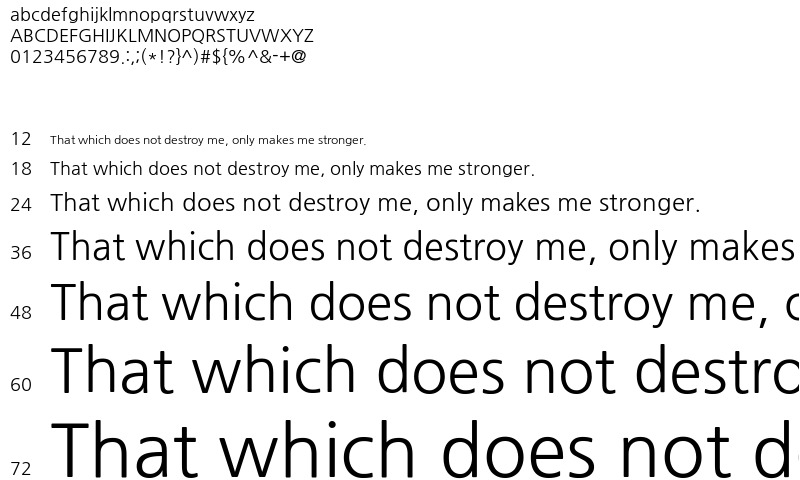 abcdefghijklmnopqrstuvwxyz
ABCDEFGHIJKLMNOPQRSTUVWXYZ
0123456789.:,;(*!?}^)#${%^&-+@
12 That which does not destroy me, only makes me stronger.
18 That which does not destroy me, only makes me stronger.
24 That which does not destroy me, only makes me stronger.
36 That which does not destroy me, only makes
48 That which does not destroy me,
60 That which does not destro
72 That which does not d